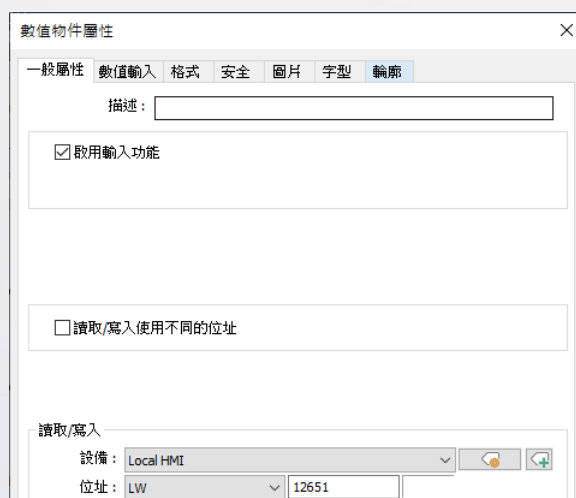 數值物件屬性
一般屬性 數值輸入 格式 安全 圖片 字型 輪廓
描述：
啟用輸入功能
讀取/寫入使用不同的位址
讀取/寫入
設備： Local HMI
位址： LW 12651